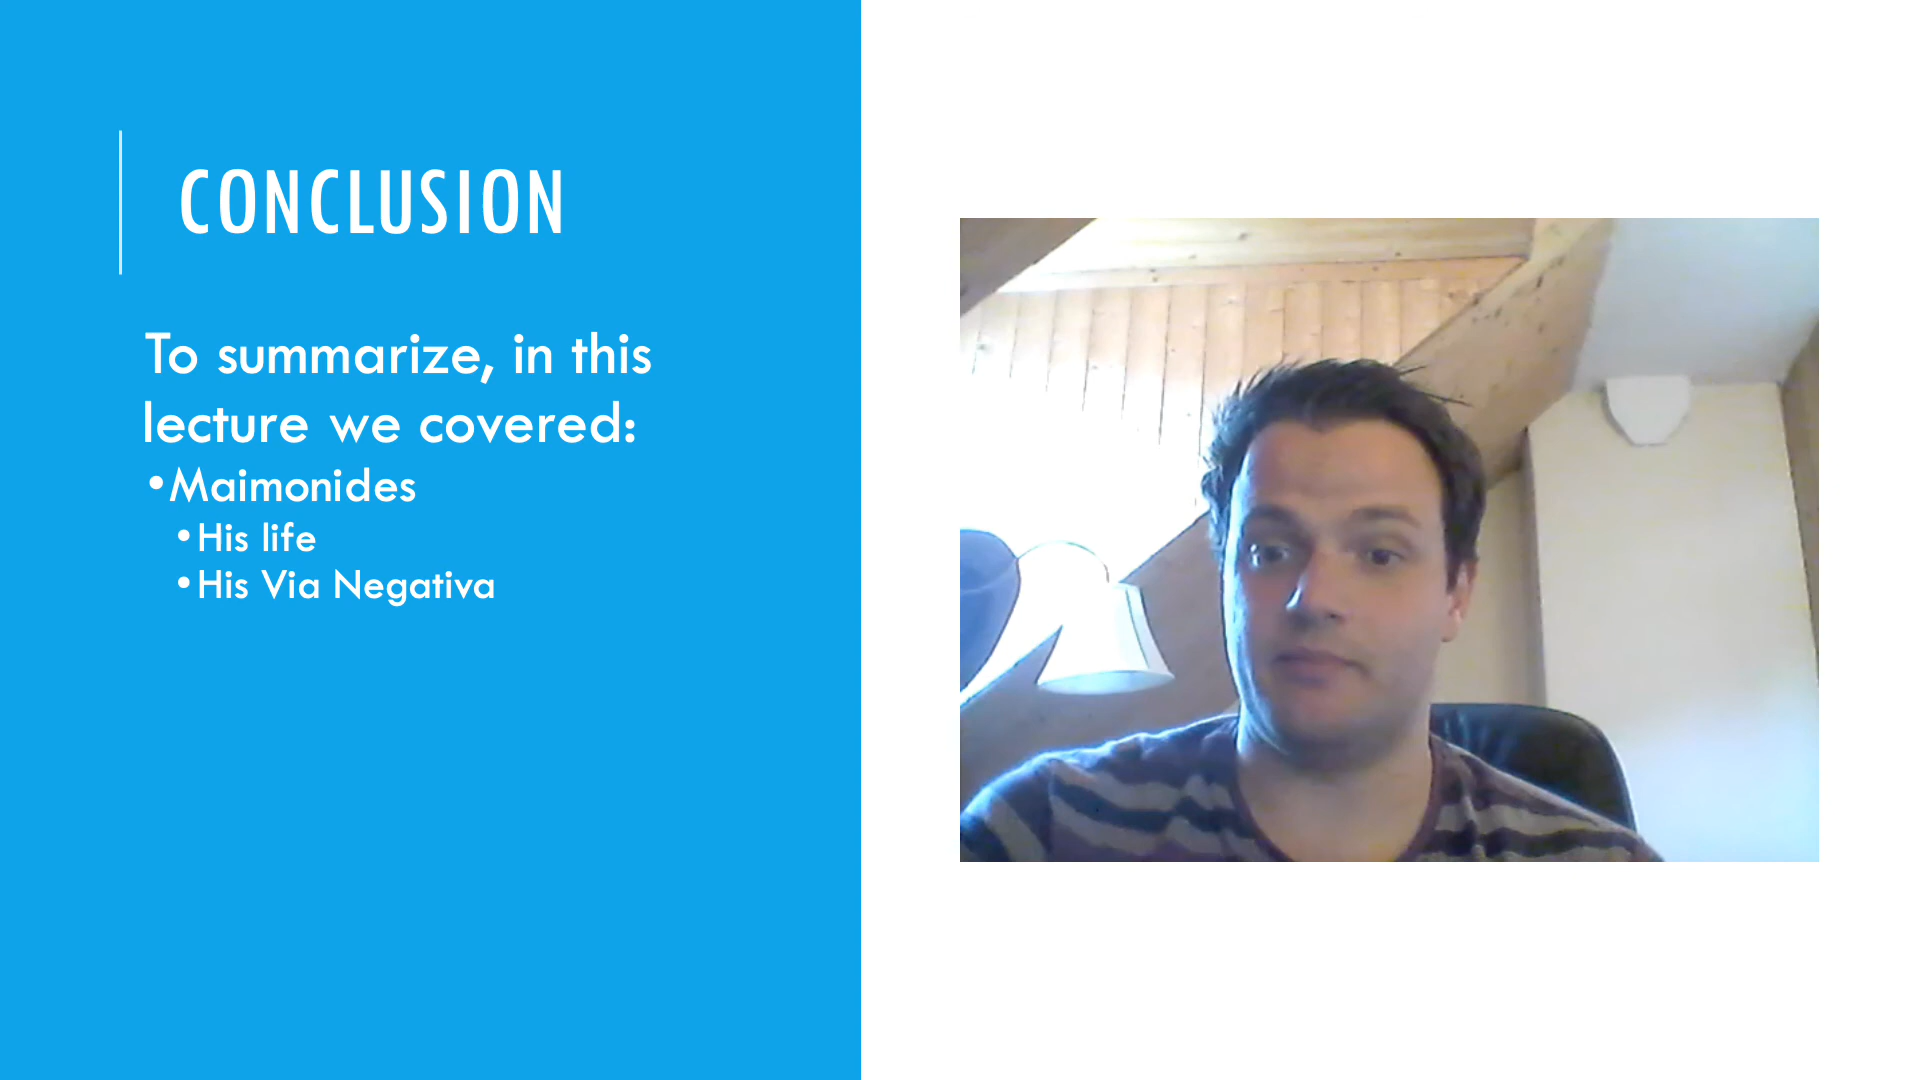 CONCLUSION
To summarize, in this
lecture we covered:
•Maimonides
•His life
•His Via Negativa